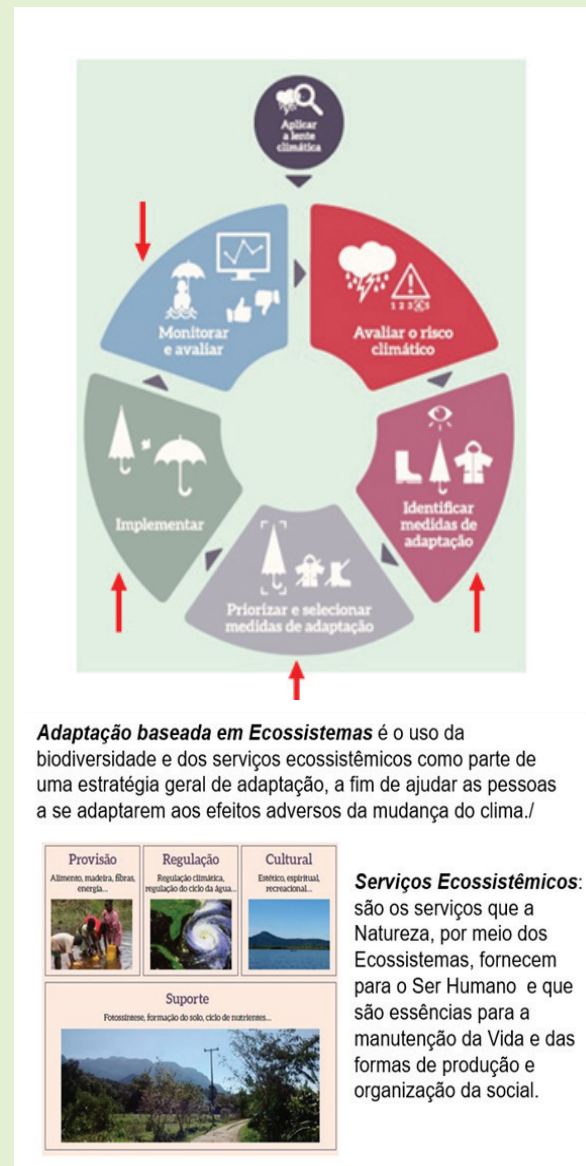 Aplicar
a lente
climática
Monitorar
e avaliar
Avaliar o risco
climático
1 2 3 4 5
Implementar
Identificar
medidas de
adaptação
Priorizar e selecionar
medidas de adaptação
Adaptação baseada em Ecossistemas é o uso da
biodiversidade e dos serviços ecossistêmicos como parte de
uma estratégia geral de adaptação, a fim de ajudar as pessoas
a se adaptarem aos efeitos adversos da mudança do clima./
Provisão
Alimento, madeira, fibras,
energia...
Regulação
Regulação climática,
regulação do ciclo da água...
Cultural
Estético, espiritual,
recreacional...
Suporte
Fotossíntese, formação do solo, ciclo de nutrientes...
Serviços Ecossistêmicos:
são os serviços que a
Natureza, por meio dos
Ecossistemas, fornecem
para o Ser Humano e que
são essências para a
manutenção da Vida e das
formas de produção e
organização da social.